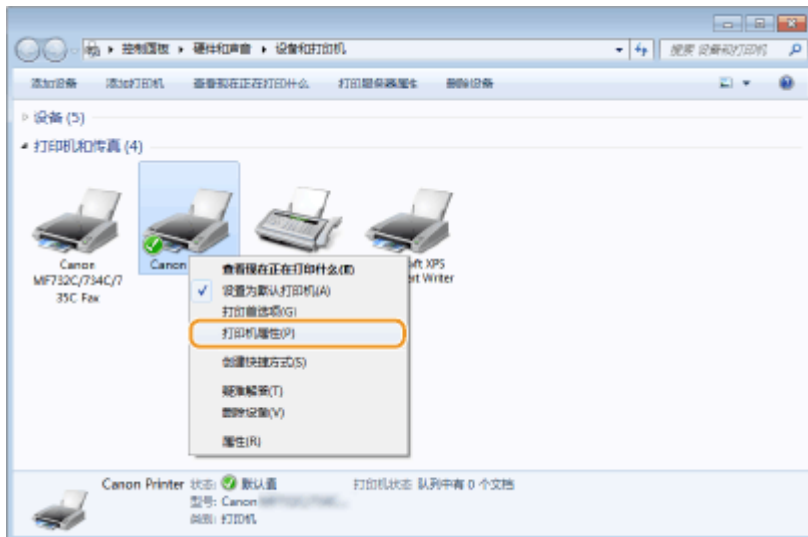 控制面板 ▸ 硬件和声音 ▸ 设备和打印机
搜索 设备和打印机
添加设备 添加打印机 查看现在正在打印什么 打印服务器属性 删除设备
设备 (5)
打印机和传真 (4)
Canon
MF732C/734C/7
35C Fax
Canon
XPS
Writer
查看现在正在打印什么(E)
设置为默认打印机(A)
打印首选项(G)
打印机属性(P)
创建快捷方式(S)
疑难解答(T)
删除设备(V)
属性(R)
Canon Printer 状态: 默认值 打印机状态: 队列中有 0 个文档
型号: Canon
类别: 打印机